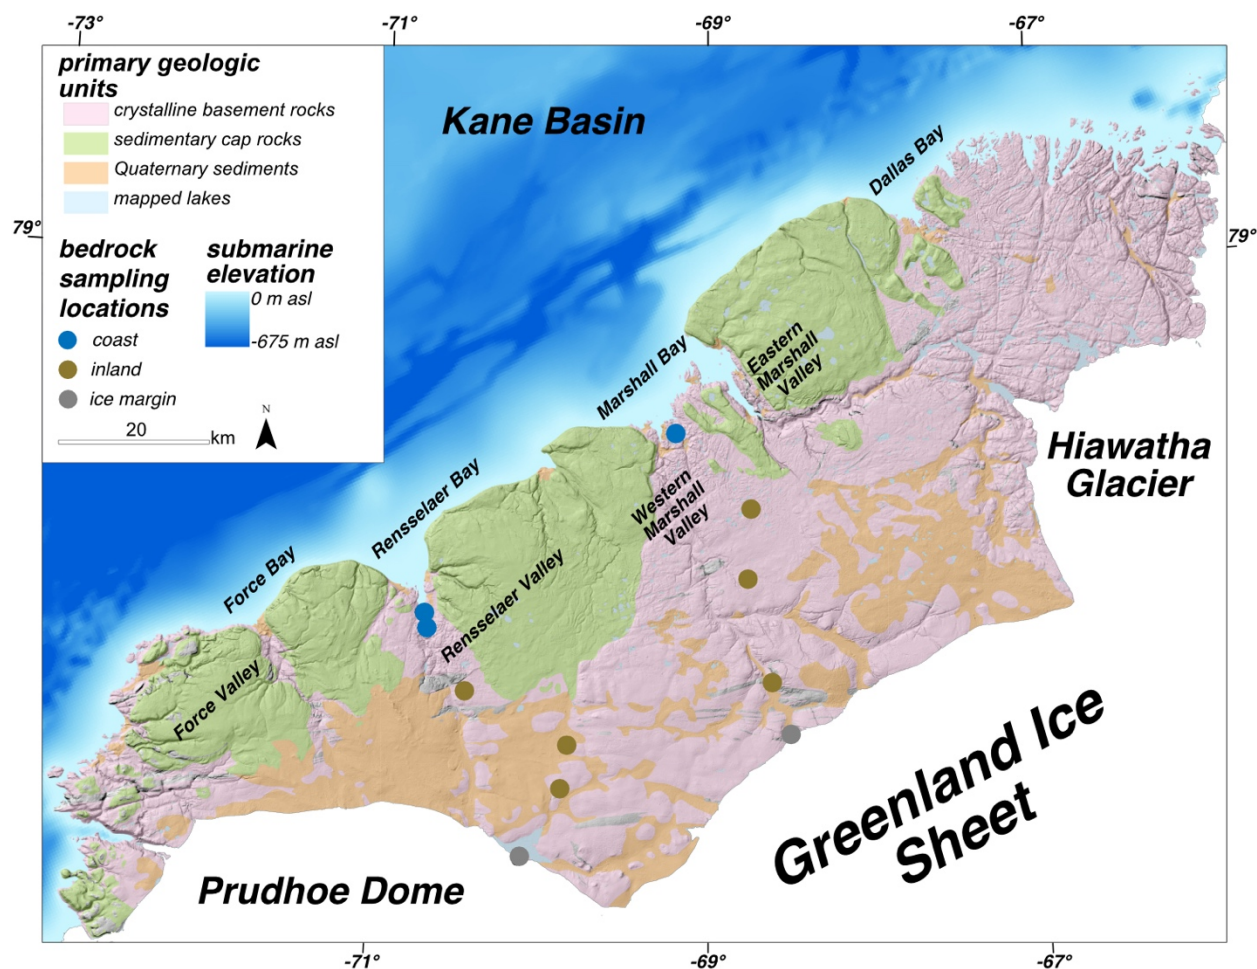 -73°
-71°
-69°
-67°
primary geologic
units
crystalline basement rocks
sedimentary cap rocks
Quaternary sediments
mapped lakes
79°
bedrock
sampling
locations
coast
inland
ice margin
submarine
elevation
0 m asl
-675 m asl
N
20
km
Kane Basin
Dallas Bay
79°
Eastern
Marshall
Valley
Marshall Bay
Hiawatha
Glacier
Western
Marshall
Valley
Rensselaer Bay
Rensselaer Valley
Force Bay
Force Valley
Greenland Ice
Sheet
Prudhoe Dome
-71°
-69°
-67°